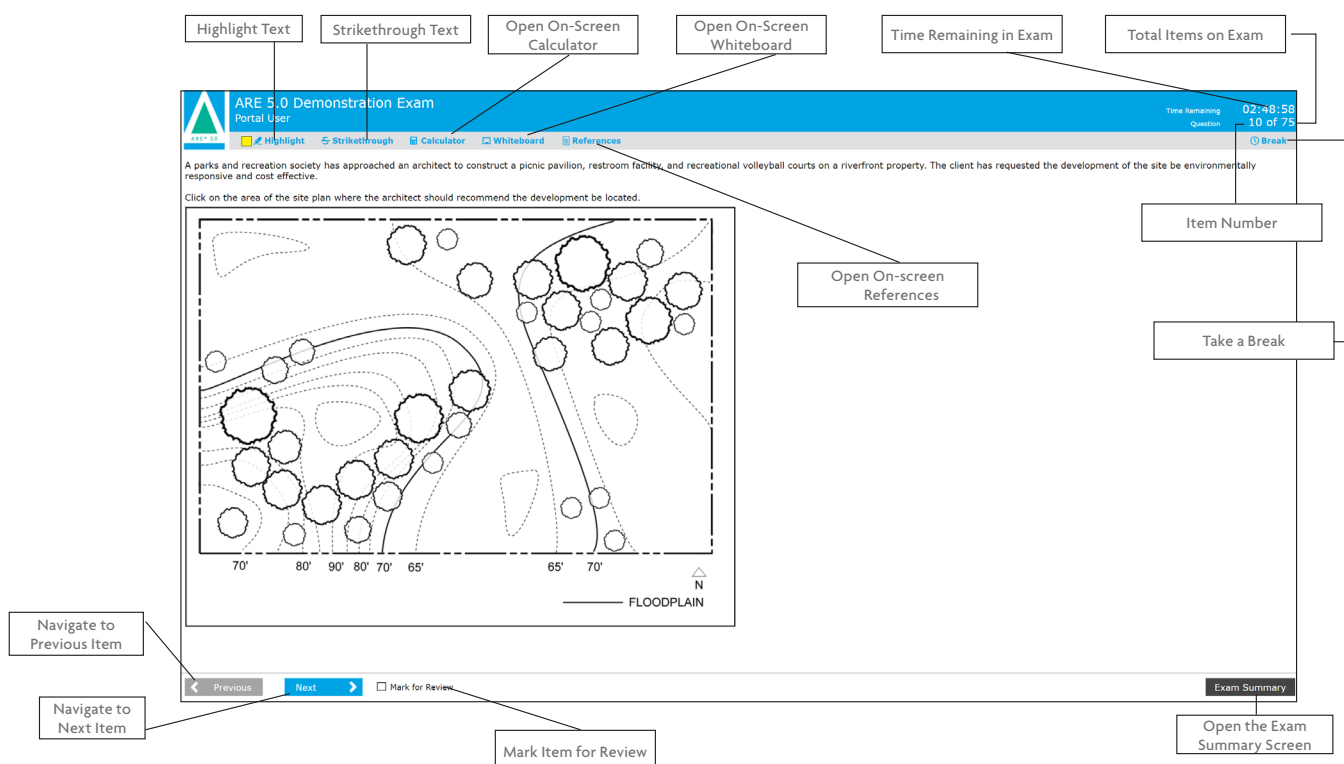 Highlight Text
Strikethrough Text
Open On-Screen
Calculator
Open On-Screen
Whiteboard
Time Remaining in Exam
Total Items on Exam
ARE 5.0 Demonstration Exam
Portal User
ARE® 5.0
Time Remaining 02:48:58
Question 10 of 75
Highlight Strikethrough Calculator Whiteboard References Break
A parks and recreation society has approached an architect to construct a picnic pavilion, restroom facility, and recreational volleyball courts on a riverfront property. The client has requested the development of the site be environmentally
responsive and cost effective.
Click on the area of the site plan where the architect should recommend the development be located.
Item Number
Open On-screen
References
Take a Break
70' 80' 90' 80' 70' 65' 65' 70'
N
FLOODPLAIN
Navigate to
Previous Item
Previous Next Mark for Review Exam Summary
Navigate to
Next Item
Mark Item for Review
Open the Exam
Summary Screen